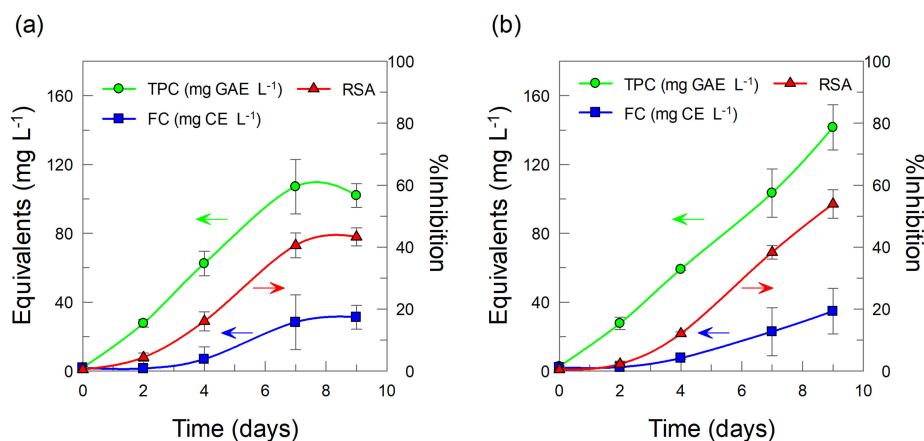 (a)
Equivalents (mg L⁻¹)
160
120
80
40
0
TPC (mg GAE L⁻¹)
RSA
FC (mg CE L⁻¹)
100
80
60
40
20
0
%Inhibition
0 2 4 6 8 10
Time (days)
(b)
Equivalents (mg L⁻¹)
160
120
80
40
0
TPC (mg GAE L⁻¹)
RSA
FC (mg CE L⁻¹)
100
80
60
40
20
0
%Inhibition
0 2 4 6 8 10
Time (days)